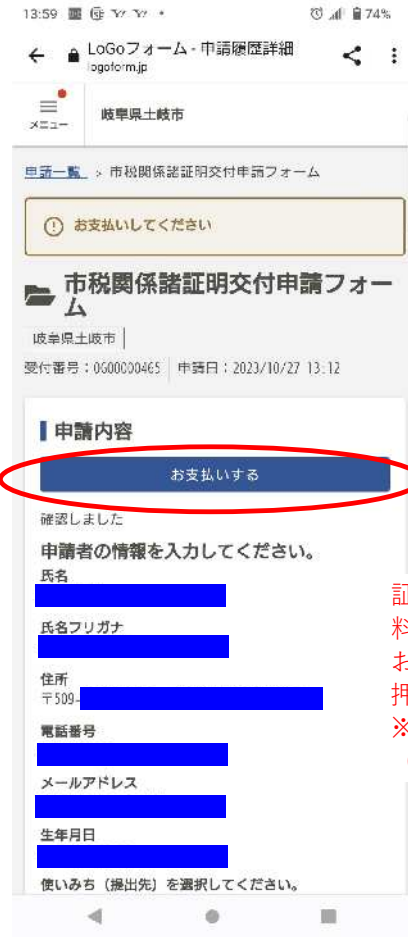 13:59
74%
LoGoフォーム - 申請履歴詳細
logoform.jp
メニュー
岐阜県土岐市
申請一覧 > 市税関係諸証明交付申請フォーム
お支払いしてください
市税関係諸証明交付申請フォー
ム
岐阜県土岐市
受付番号：0600000465 申請日：2023/10/27 13:12
申請内容
お支払いする
確認しました
申請者の情報を入力してください。
氏名
氏名フリガナ
住所
〒509-
電話番号
メールアドレス
生年月日
使いみち（提出先）を選択してください。
証
料
お
押
※